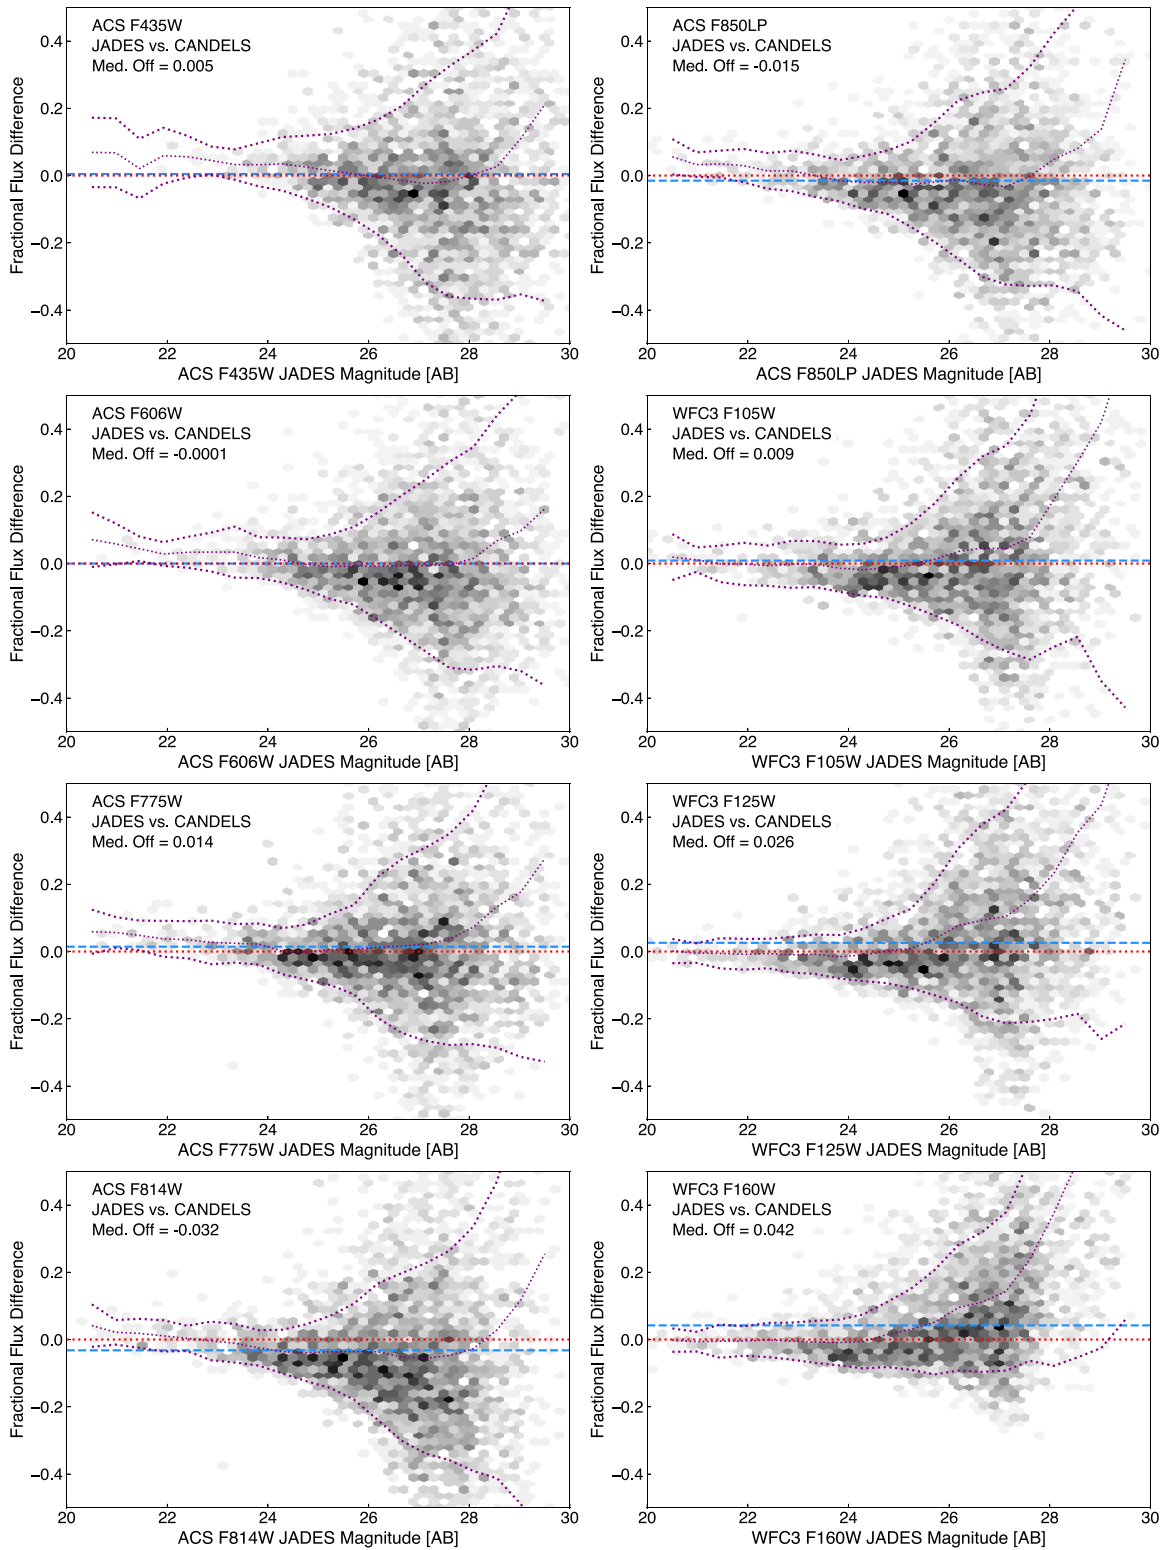 ACS F435W
JADES vs. CANDELS
Med. Off = 0.005
Fractional Flux Difference
0.4
0.2
0.0
−0.2
−0.4
20 22 24 26 28 30
ACS F435W JADES Magnitude [AB]
ACS F850LP
JADES vs. CANDELS
Med. Off = -0.015
Fractional Flux Difference
0.4
0.2
0.0
−0.2
−0.4
20 22 24 26 28 30
ACS F850LP JADES Magnitude [AB]
ACS F606W
JADES vs. CANDELS
Med. Off = -0.0001
Fractional Flux Difference
0.4
0.2
0.0
−0.2
−0.4
20 22 24 26 28 30
ACS F606W JADES Magnitude [AB]
WFC3 F105W
JADES vs. CANDELS
Med. Off = 0.009
Fractional Flux Difference
0.4
0.2
0.0
−0.2
−0.4
20 22 24 26 28 30
WFC3 F105W JADES Magnitude [AB]
ACS F775W
JADES vs. CANDELS
Med. Off = 0.014
Fractional Flux Difference
0.4
0.2
0.0
−0.2
−0.4
20 22 24 26 28 30
ACS F775W JADES Magnitude [AB]
WFC3 F125W
JADES vs. CANDELS
Med. Off = 0.026
Fractional Flux Difference
0.4
0.2
0.0
−0.2
−0.4
20 22 24 26 28 30
WFC3 F125W JADES Magnitude [AB]
ACS F814W
JADES vs. CANDELS
Med. Off = -0.032
Fractional Flux Difference
0.4
0.2
0.0
−0.2
−0.4
20 22 24 26 28 30
ACS F814W JADES Magnitude [AB]
WFC3 F160W
JADES vs. CANDELS
Med. Off = 0.042
Fractional Flux Difference
0.4
0.2
0.0
−0.2
−0.4
20 22 24 26 28 30
WFC3 F160W JADES Magnitude [AB]